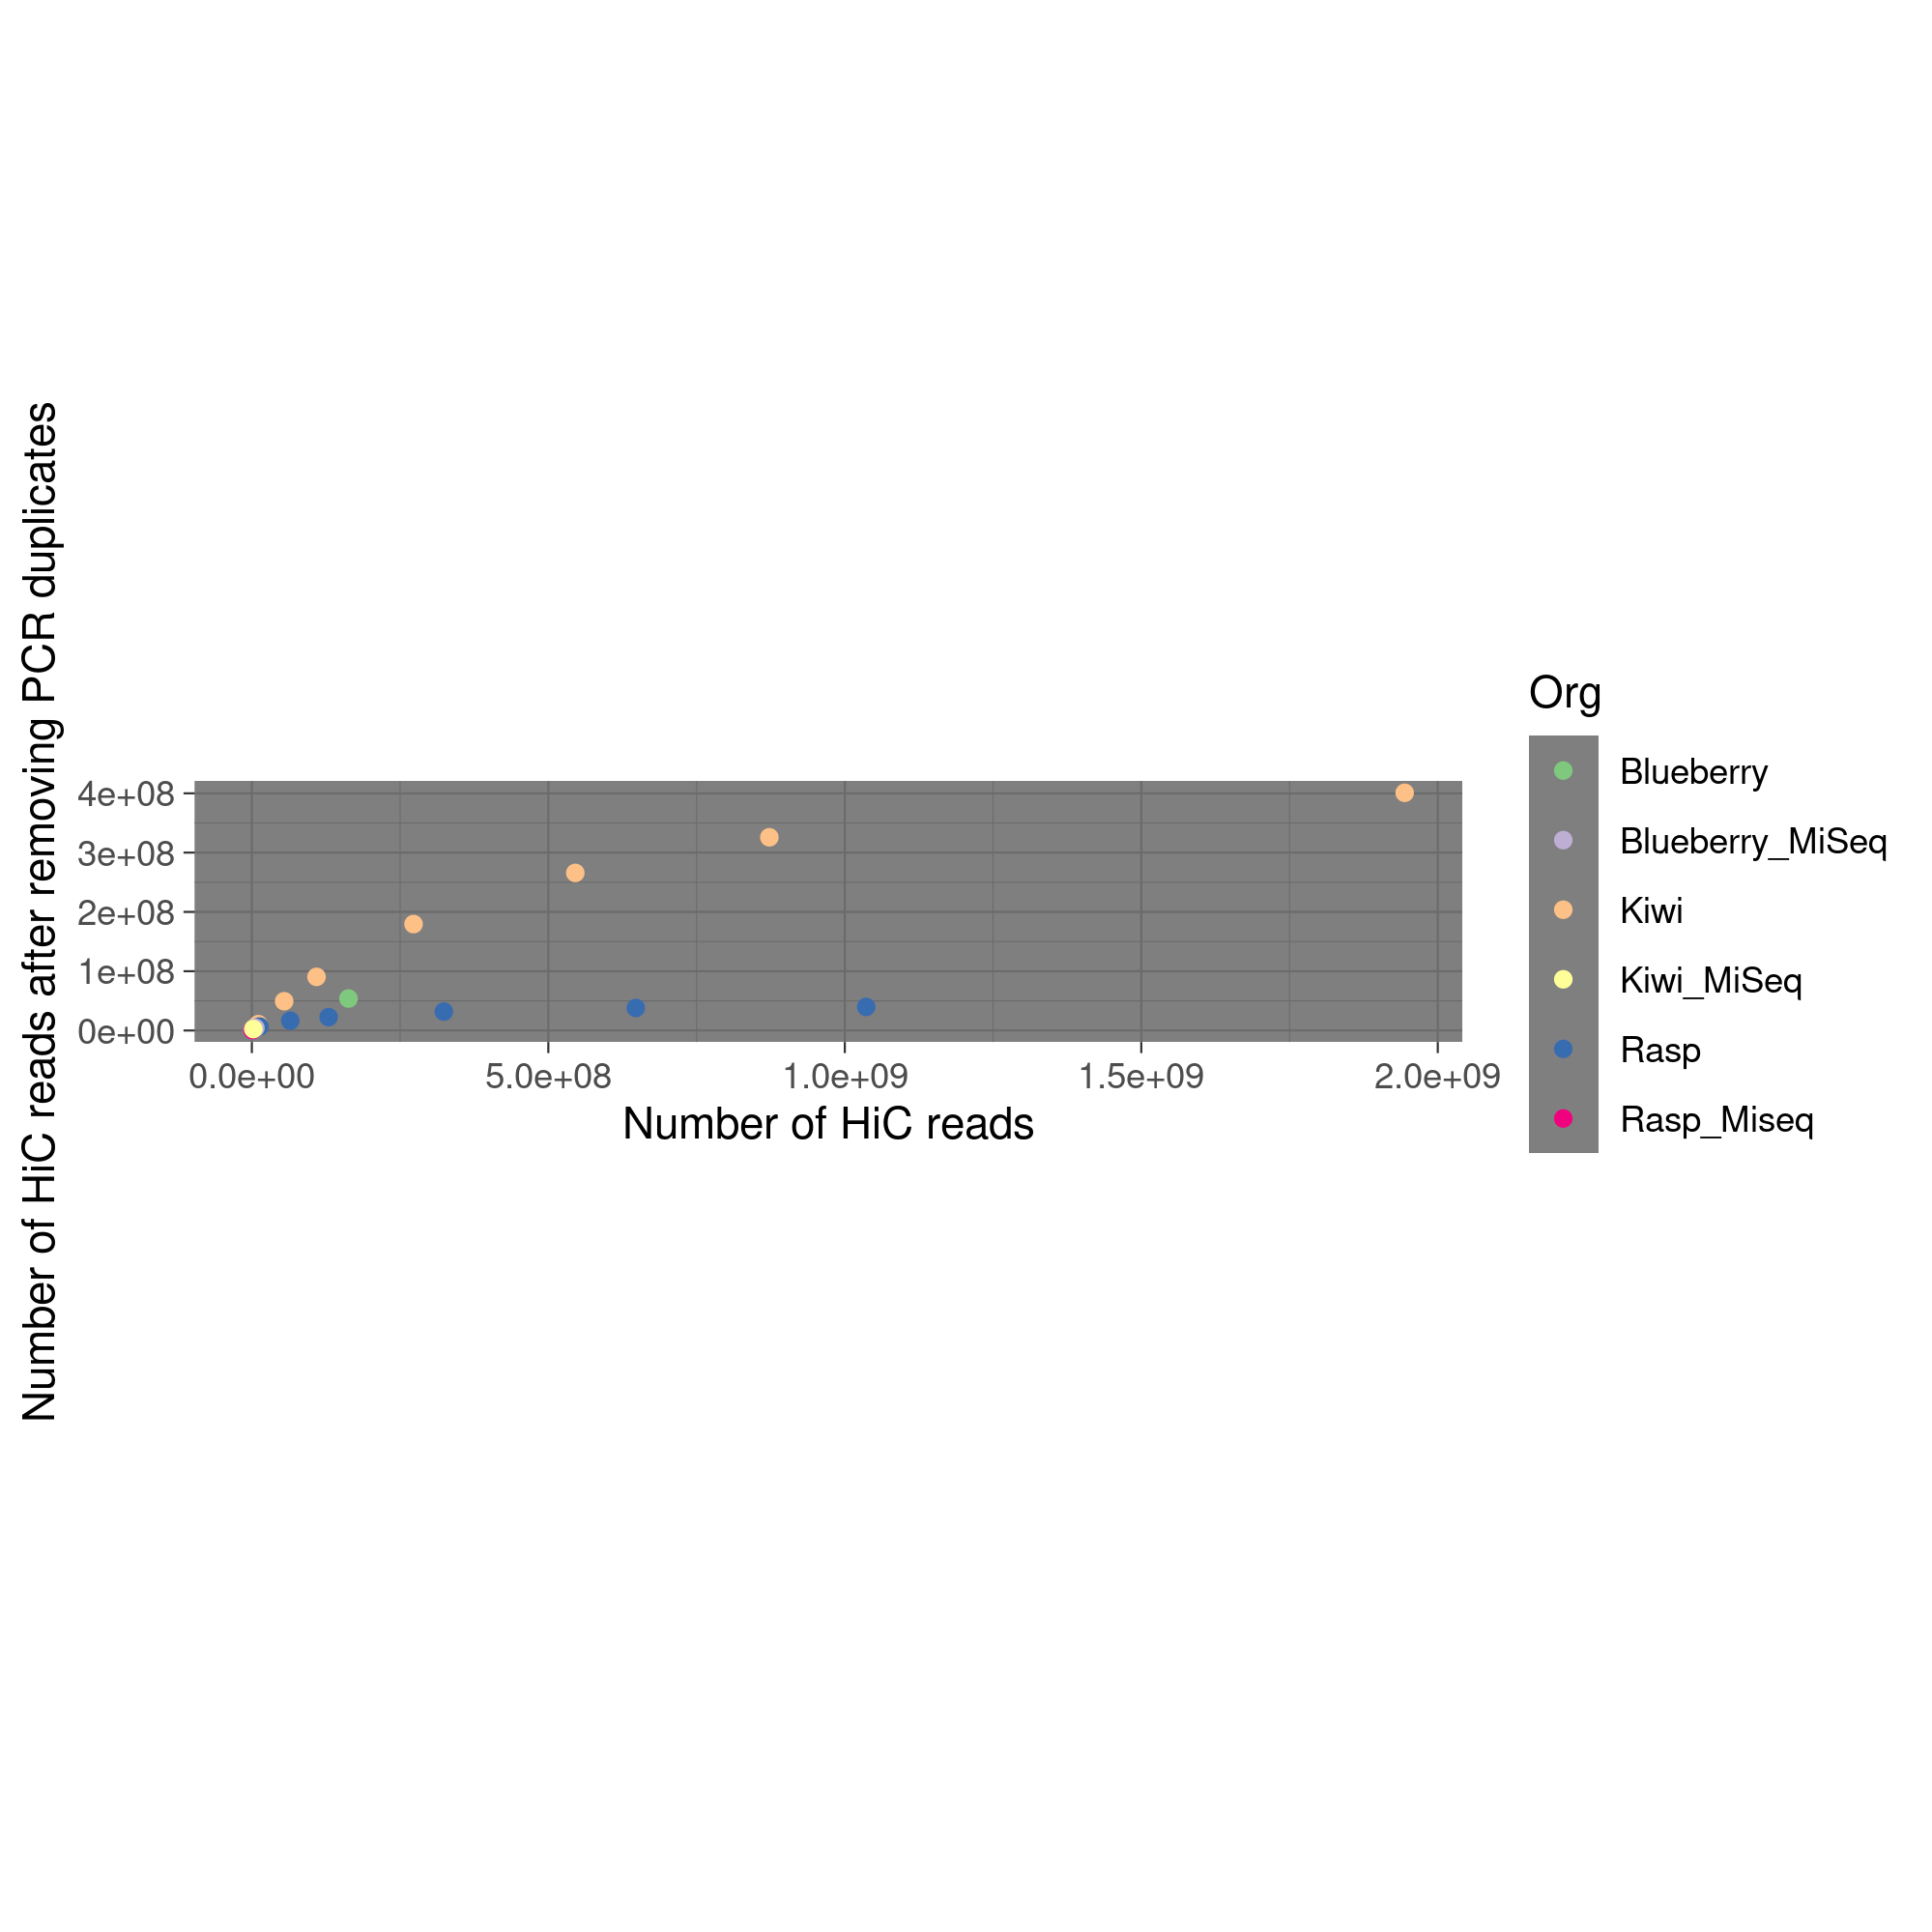 Number of HiC reads after removing PCR duplicates
4e+08
3e+08
2e+08
1e+08
0e+00
0.0e+00 5.0e+08 1.0e+09 1.5e+09 2.0e+09
Number of HiC reads
Org
Blueberry
Blueberry_MiSeq
Kiwi
Kiwi_MiSeq
Rasp
Rasp_Miseq